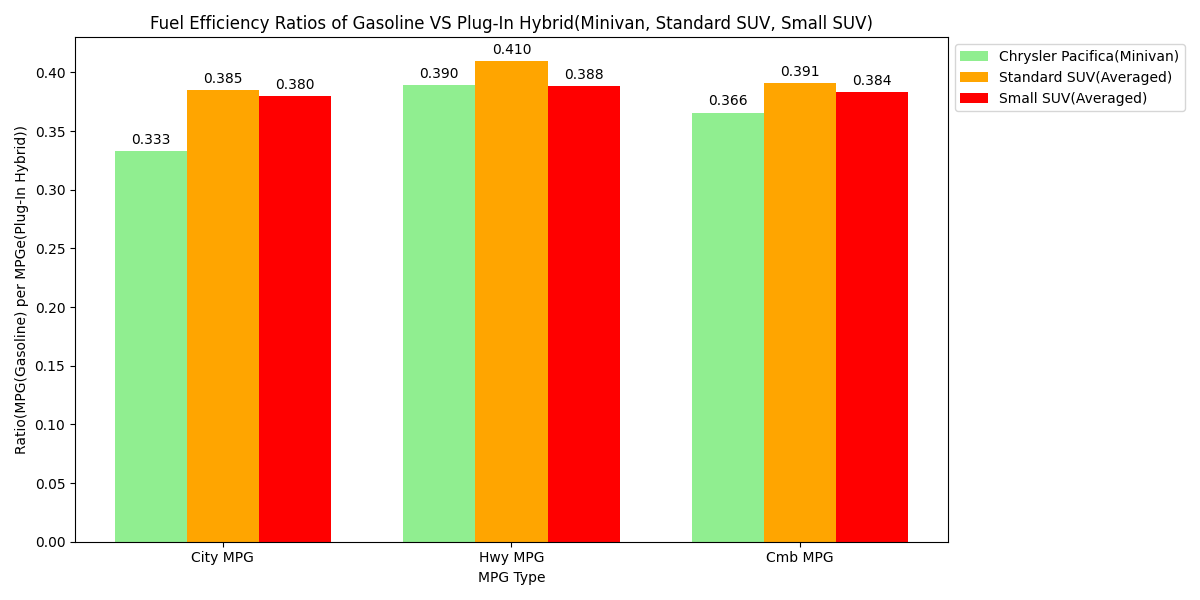 Fuel Efficiency Ratios of Gasoline VS Plug-In Hybrid(Minivan, Standard SUV, Small SUV)
Ratio(MPG(Gasoline) per MPGe(Plug-In Hybrid))
0.40
0.35
0.30
0.25
0.20
0.15
0.10
0.05
0.00
0.333
0.385
0.380
0.390
0.410
0.388
0.366
0.391
0.384
City MPG
Hwy MPG
Cmb MPG
MPG Type
Chrysler Pacifica(Minivan)
Standard SUV(Averaged)
Small SUV(Averaged)